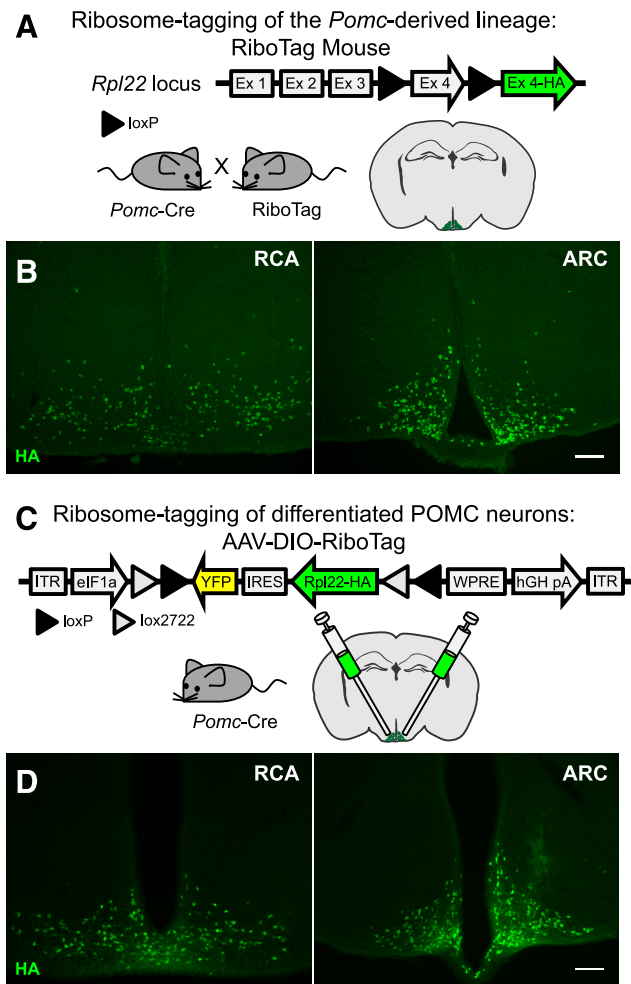 A
Ribosome-tagging of the Pomc-derived lineage:
RiboTag Mouse
Rpl22 locus
Ex 1 Ex 2 Ex 3 Ex 4 Ex 4-HA
loxP
X
Pomc-Cre RiboTag
B RCA ARC
HA
C
Ribosome-tagging of differentiated POMC neurons:
AAV-DIO-RiboTag
ITR eIF1a YFP IRES Rpl22-HA WPRE hGH pA ITR
loxP lox2722
Pomc-Cre
D RCA ARC
HA